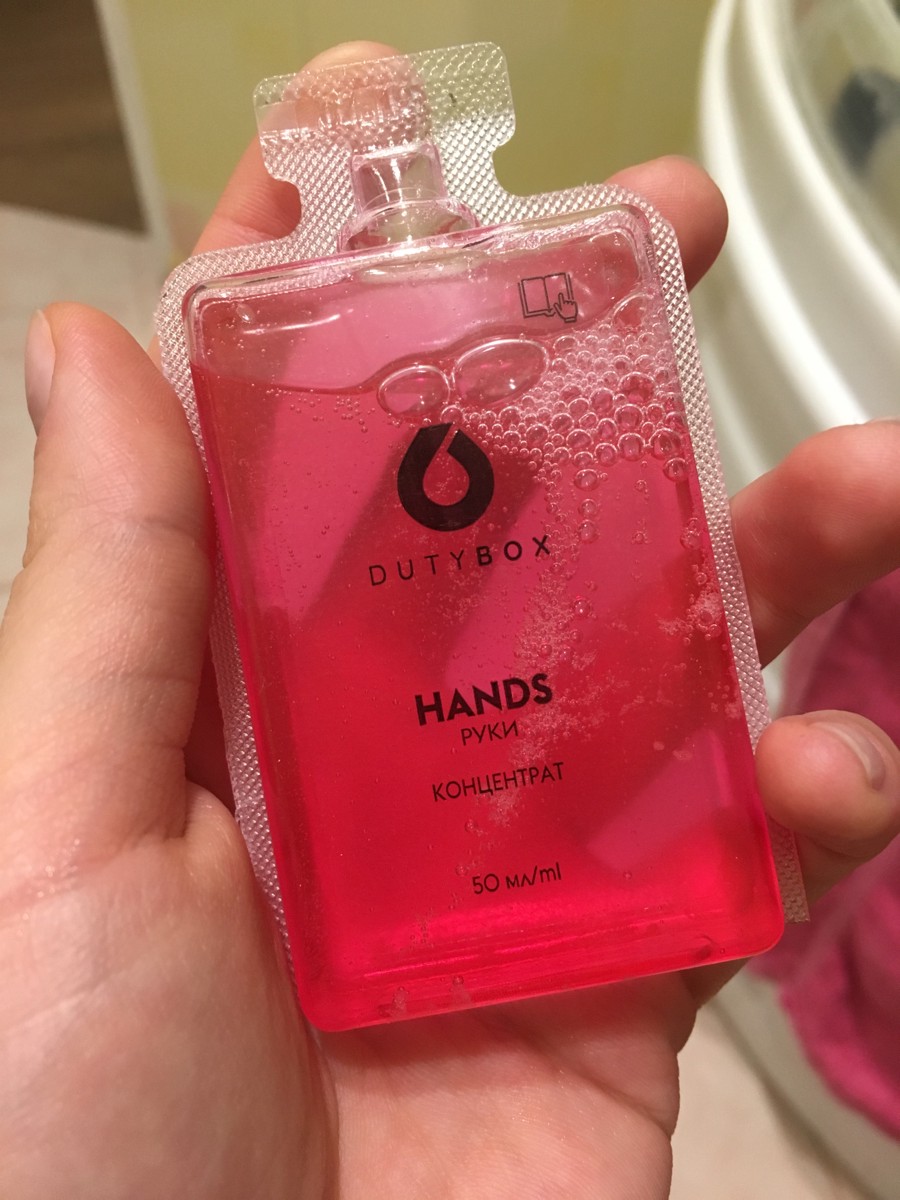 DUTYBOX
HANDS
РУКИ
КОНЦЕНТРАТ
50 мл/ml